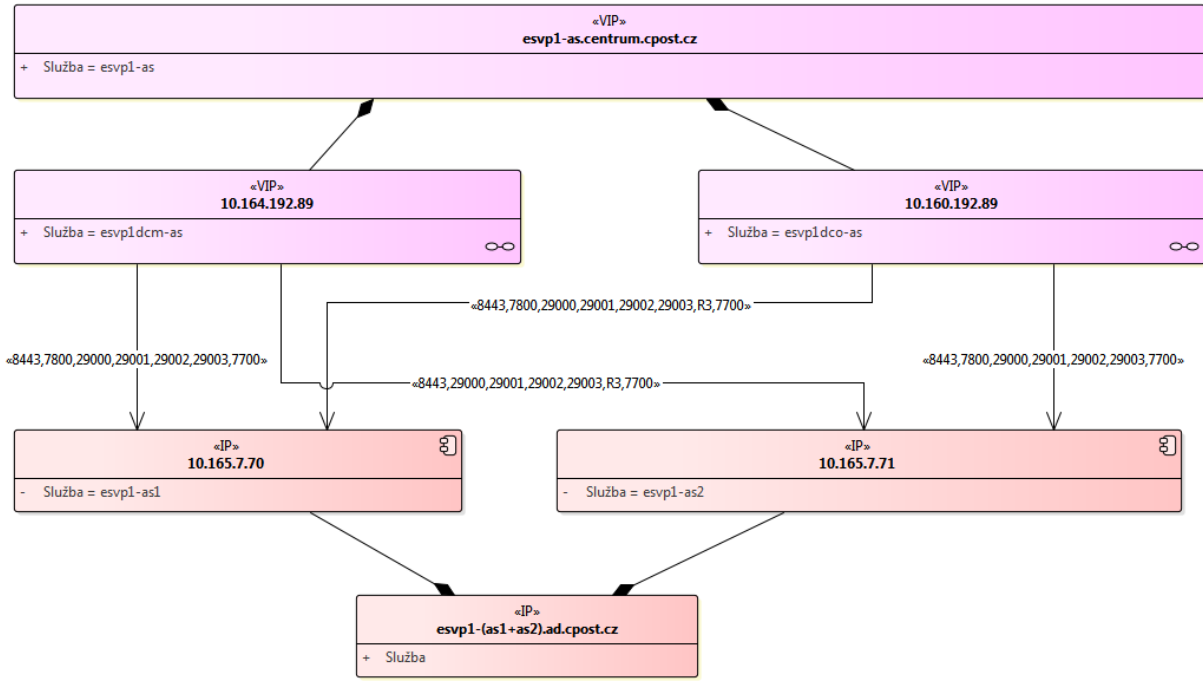 «VIP»
esvp1-as.centrum.cpost.cz
+ Služba = esvp1-as
«VIP»
10.164.192.89
+ Služba = esvp1dcm-as
«VIP»
10.160.192.89
+ Služba = esvp1dco-as
«8443,7800,29000,29001,29002,29003,R3,7700»
«8443,7800,29000,29001,29002,29003,7700»
«8443,7800,29000,29001,29002,29003,7700»
«8443,29000,29001,29002,29003,R3,7700»
«IP»
10.165.7.70
- Služba = esvp1-as1
«IP»
10.165.7.71
- Služba = esvp1-as2
«IP»
esvp1-(as1+as2).ad.cpost.cz
+ Služba